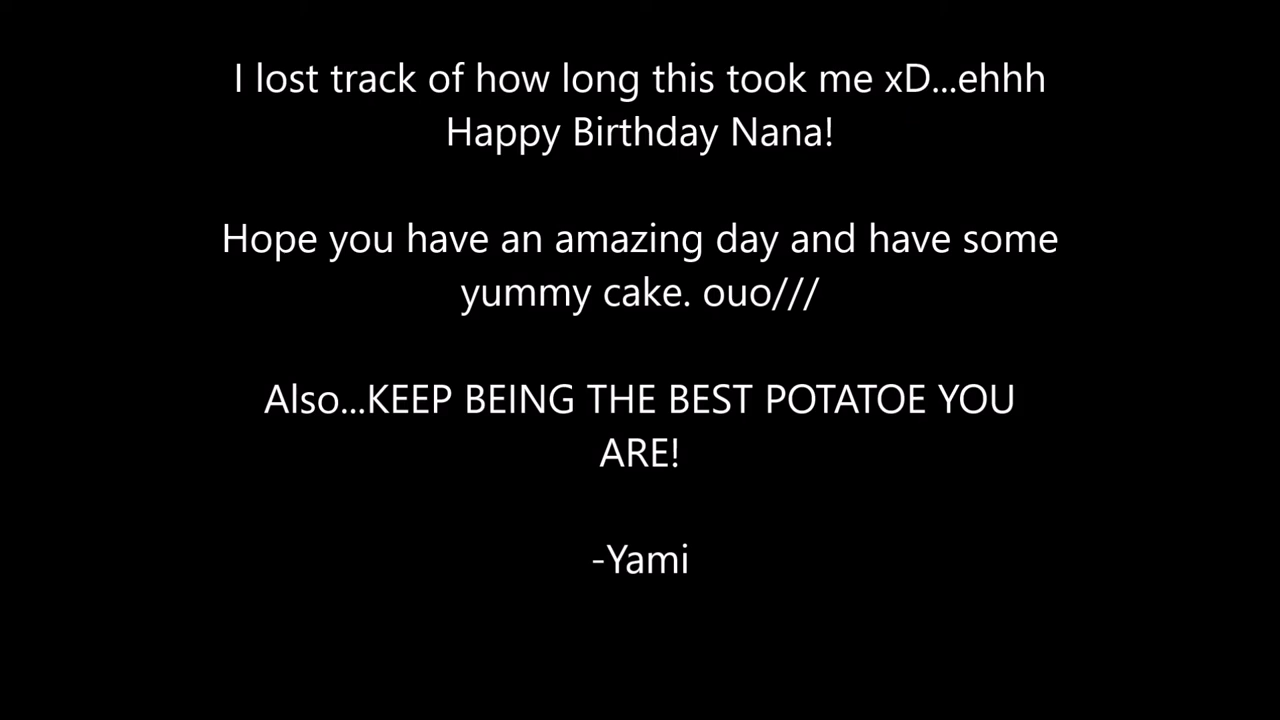 I lost track of how long this took me xD...ehhh
Happy Birthday Nana!
Hope you have an amazing day and have some
yummy cake. ouo///
Also...KEEP BEING THE BEST POTATOE YOU
ARE!
-Yami